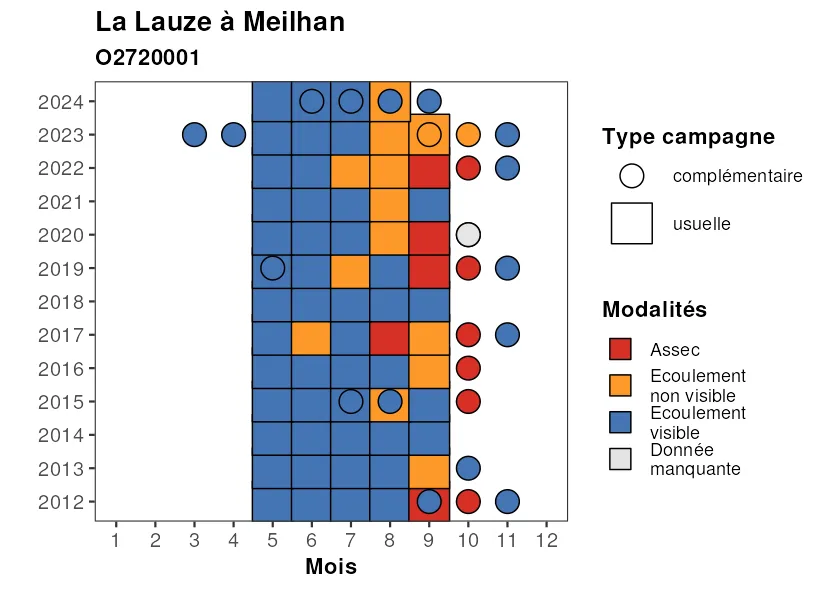 La Lauze à Meilhan
O2720001
2024
2023
2022
2021
2020
2019
2018
2017
2016
2015
2014
2013
2012
1 2 3 4 5 6 7 8 9 10 11 12
Mois
Type campagne
complémentaire
usuelle
Modalités
Assec
Ecoulement
non visible
Ecoulement
visible
Donnée
manquante